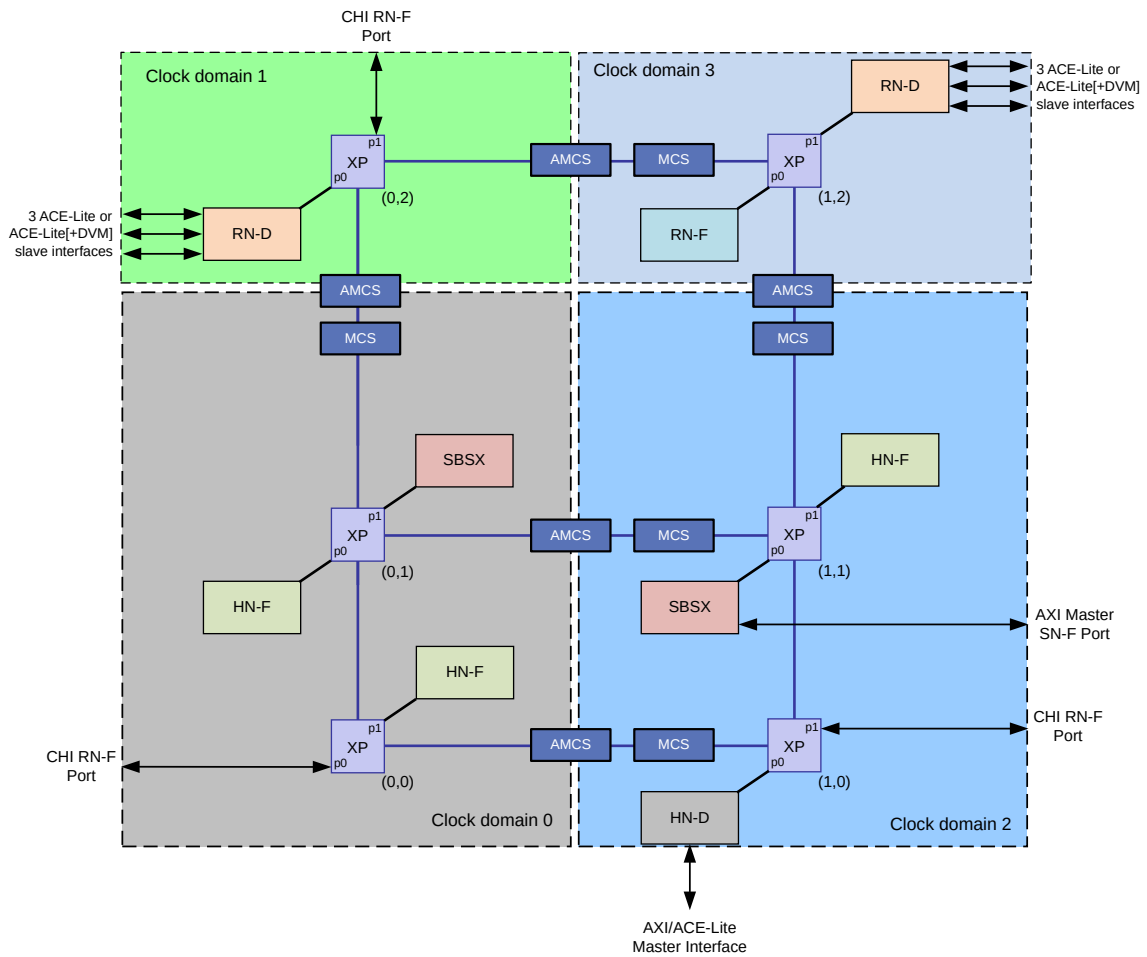 CHI RN-F
Port
Clock domain 1
Clock domain 3
RN-D
3 ACE-Lite or
ACE-Lite[+DVM]
slave interfaces
p1
XP
p0
(0,2)
AMCS
MCS
p1
XP
p0
(1,2)
3 ACE-Lite or
ACE-Lite[+DVM]
slave interfaces
RN-D
RN-F
AMCS
MCS
AMCS
MCS
SBSX
HN-F
p1
XP
p0
(0,1)
AMCS
MCS
p1
XP
p0
(1,1)
HN-F
SBSX
AXI Master
SN-F Port
HN-F
CHI RN-F
Port
p1
XP
p0
(0,0)
AMCS
MCS
p1
XP
p0
(1,0)
CHI RN-F
Port
Clock domain 0
HN-D
Clock domain 2
AXI/ACE-Lite
Master Interface